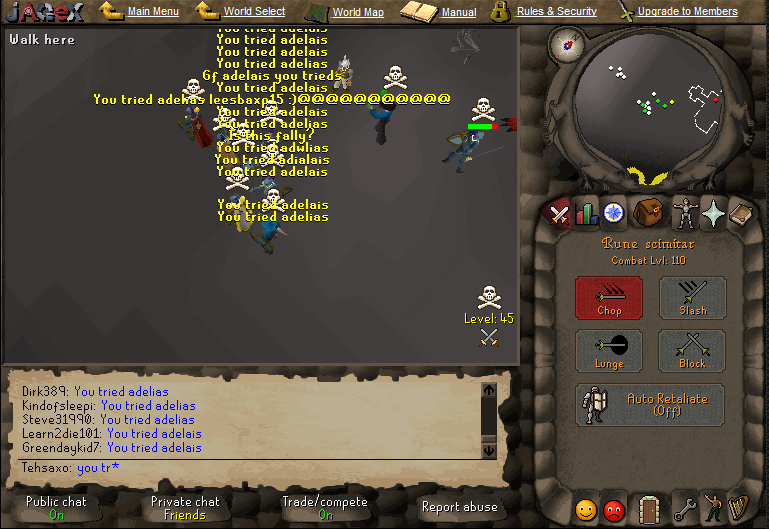 JAGeX Main Menu World Select World Map Manual Rules & Security Upgrade to Members
Walk here
You tried adelais
You tried adelais
You tried adelais
You tried adelais
Gf adelais you trieds
You tried adelais
You tried adelias leesbaxp15 :)@@@@@@@@@@@
You tried adelais
You tried adelais
Is this fally?
You tried adwlias
You tried adialais
You tried adelais
You tried adelais
You tried adelias
Level: 45
Rune scimitar
Combat Lvl: 110
Chop Slash
Lunge Block
Auto Retaliate
(Off)
Dirk389: You tried adelias
Kindofsleepi: You tried adelias
Steve31990: You tried adelais
Learn2die101: You tried adelais
Greendaykid7: You tried adelais
Tehsaxo: you tr*
Public chat Private chat Trade/compete Report abuse
On Friends On